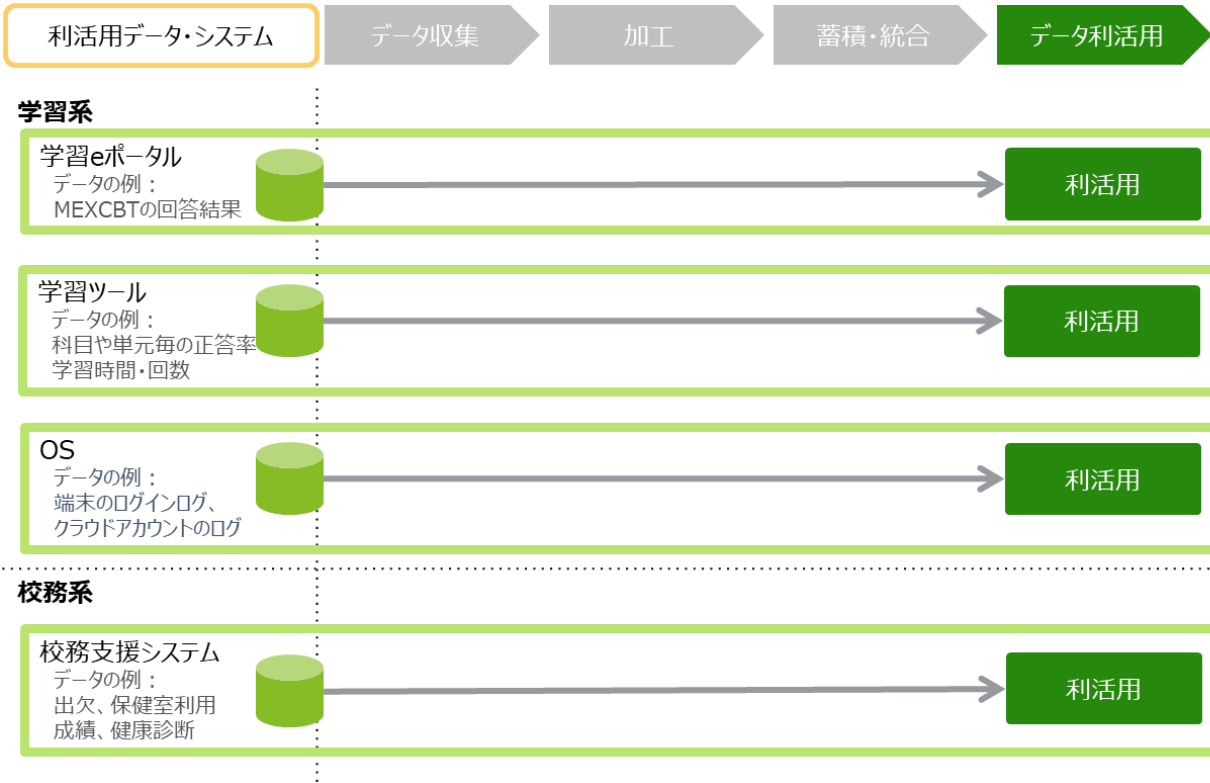 利活用データ・システム
データ収集
加工
蓄積・統合
データ利活用
学習系
学習eポータル
データの例：
MEXCBTの回答結果
利活用
学習ツール
データの例：
科目や単元毎の正答率
学習時間・回数
利活用
OS
データの例：
端末のログインログ、
クラウドアカウントのログ
利活用
校務系
校務支援システム
データの例：
出欠、保健室利用
成績、健康診断
利活用